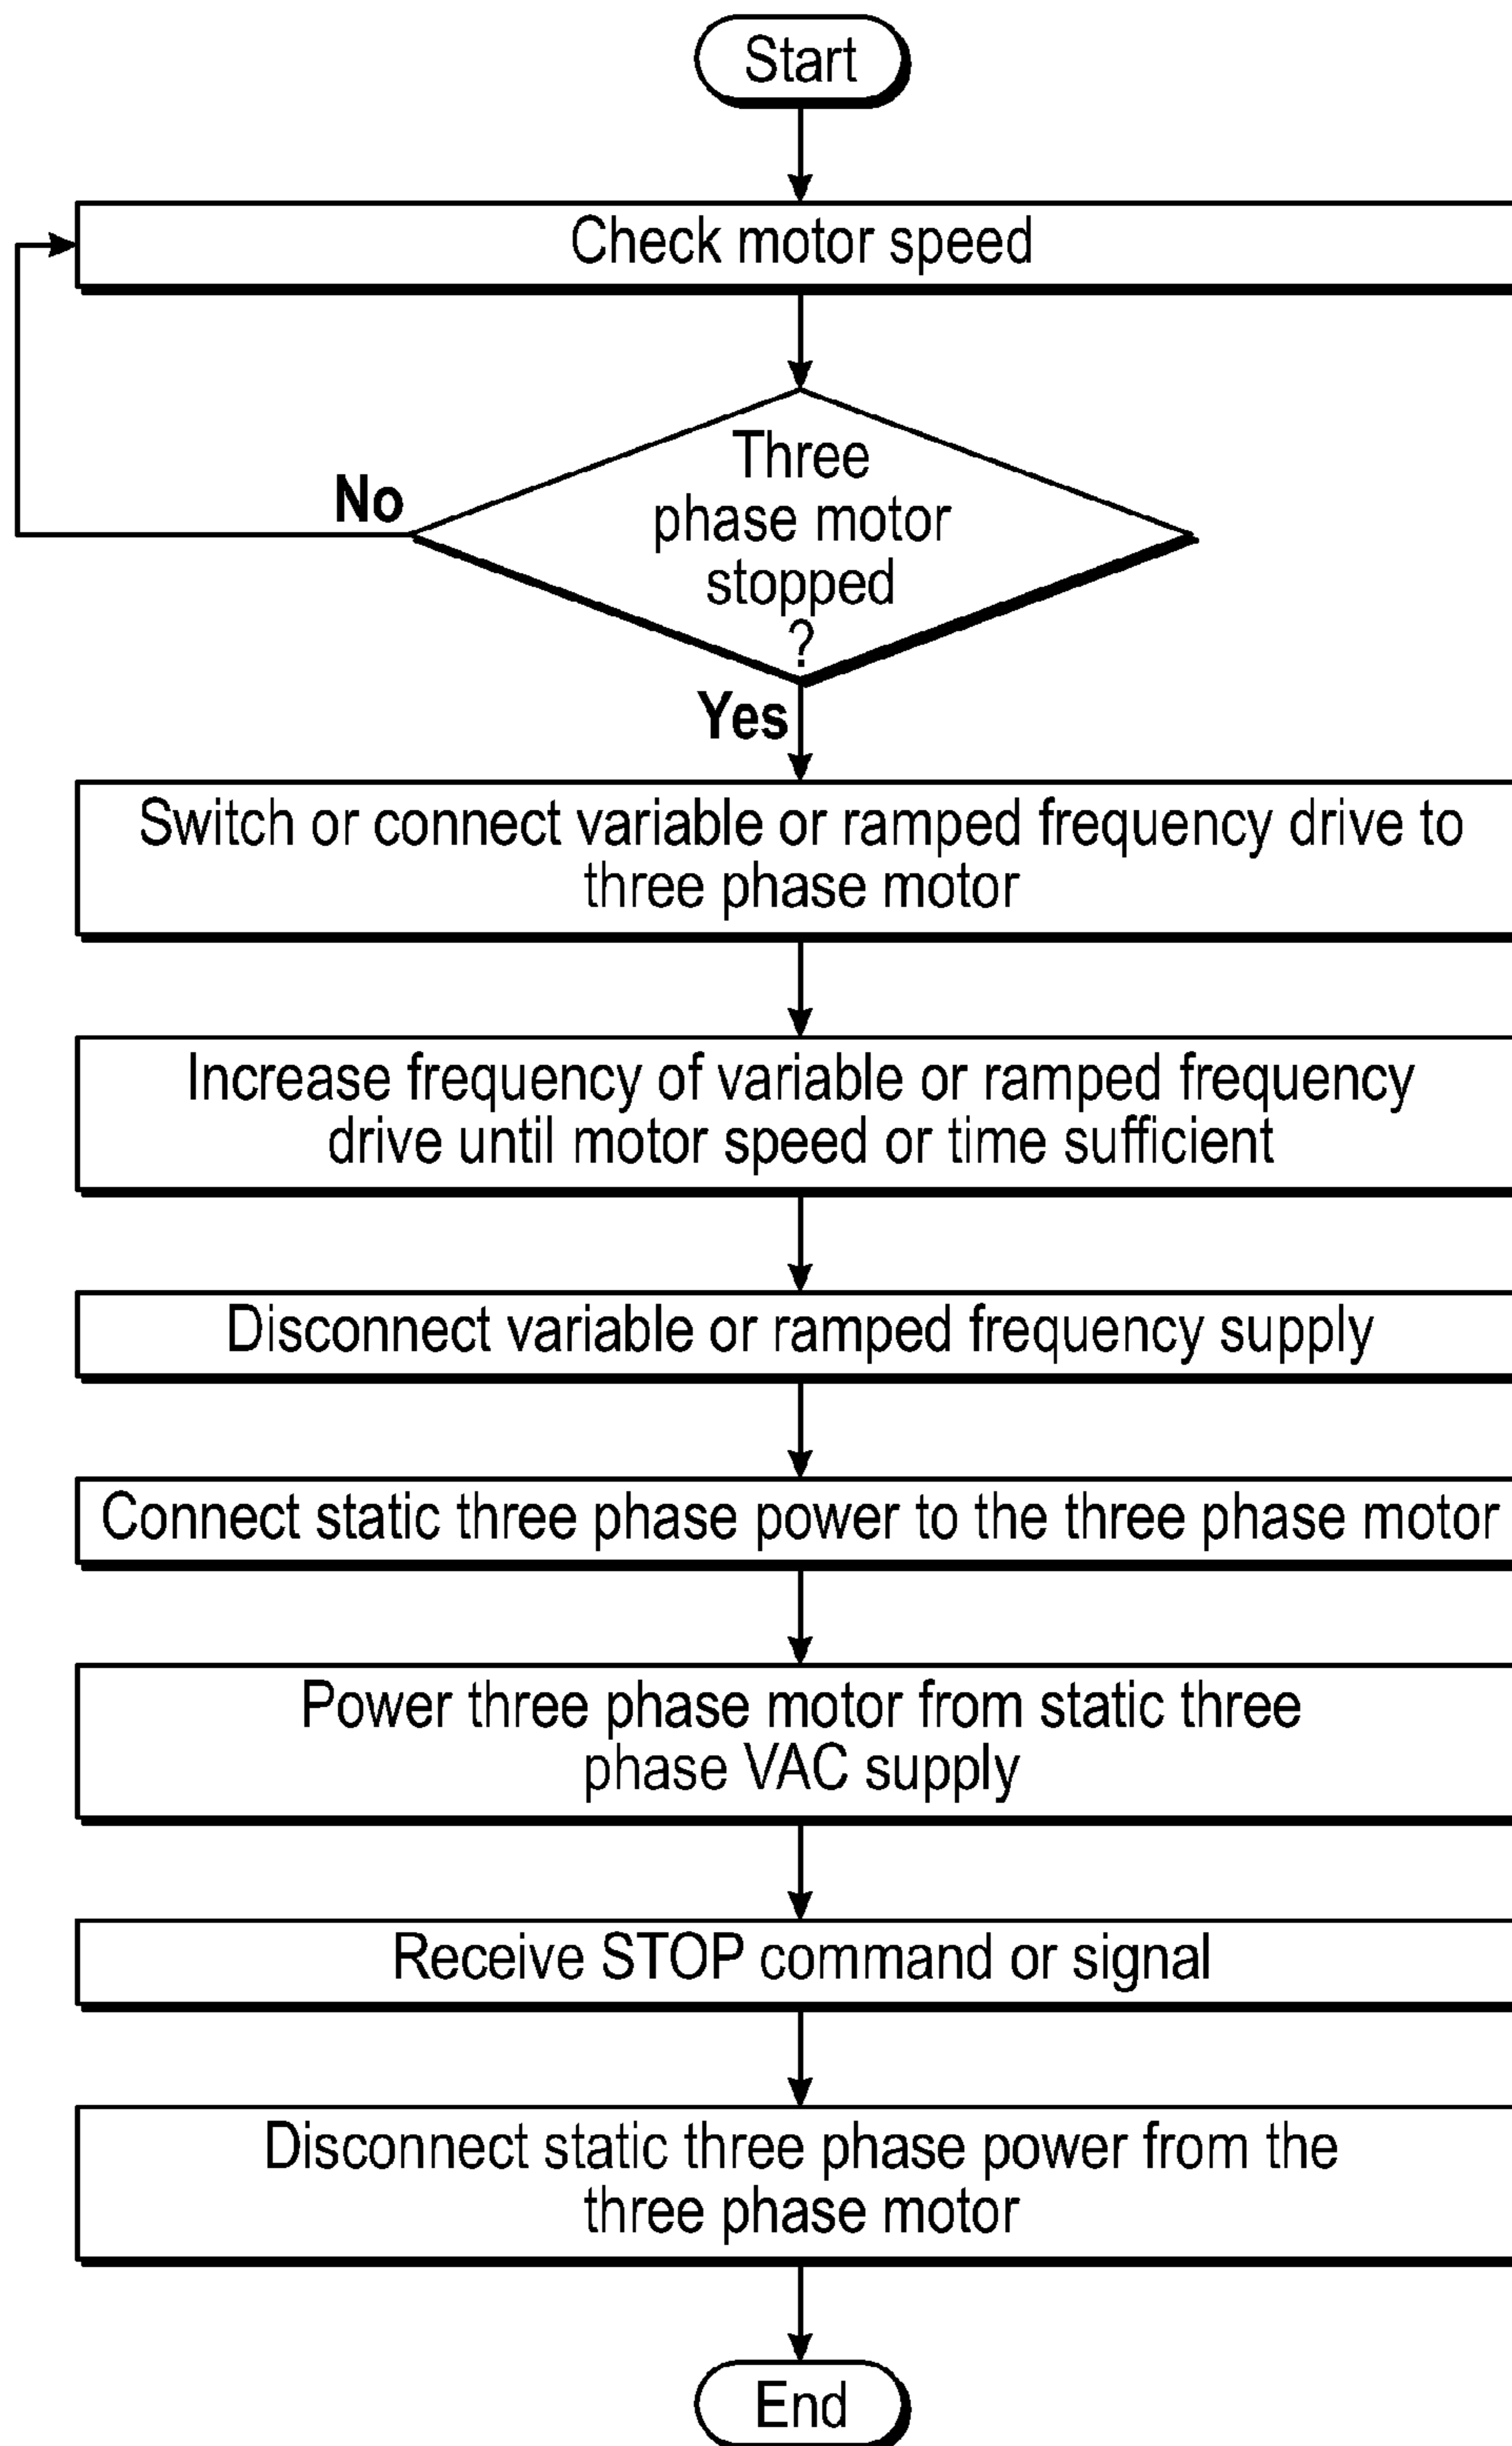 Start
Check motor speed
Three
phase motor
stopped
?
No
Yes
Switch or connect variable or ramped frequency drive to
three phase motor
Increase frequency of variable or ramped frequency
drive until motor speed or time sufficient
Disconnect variable or ramped frequency supply
Connect static three phase power to the three phase motor
Power three phase motor from static three
phase VAC supply
Receive STOP command or signal
Disconnect static three phase power from the
three phase motor
End